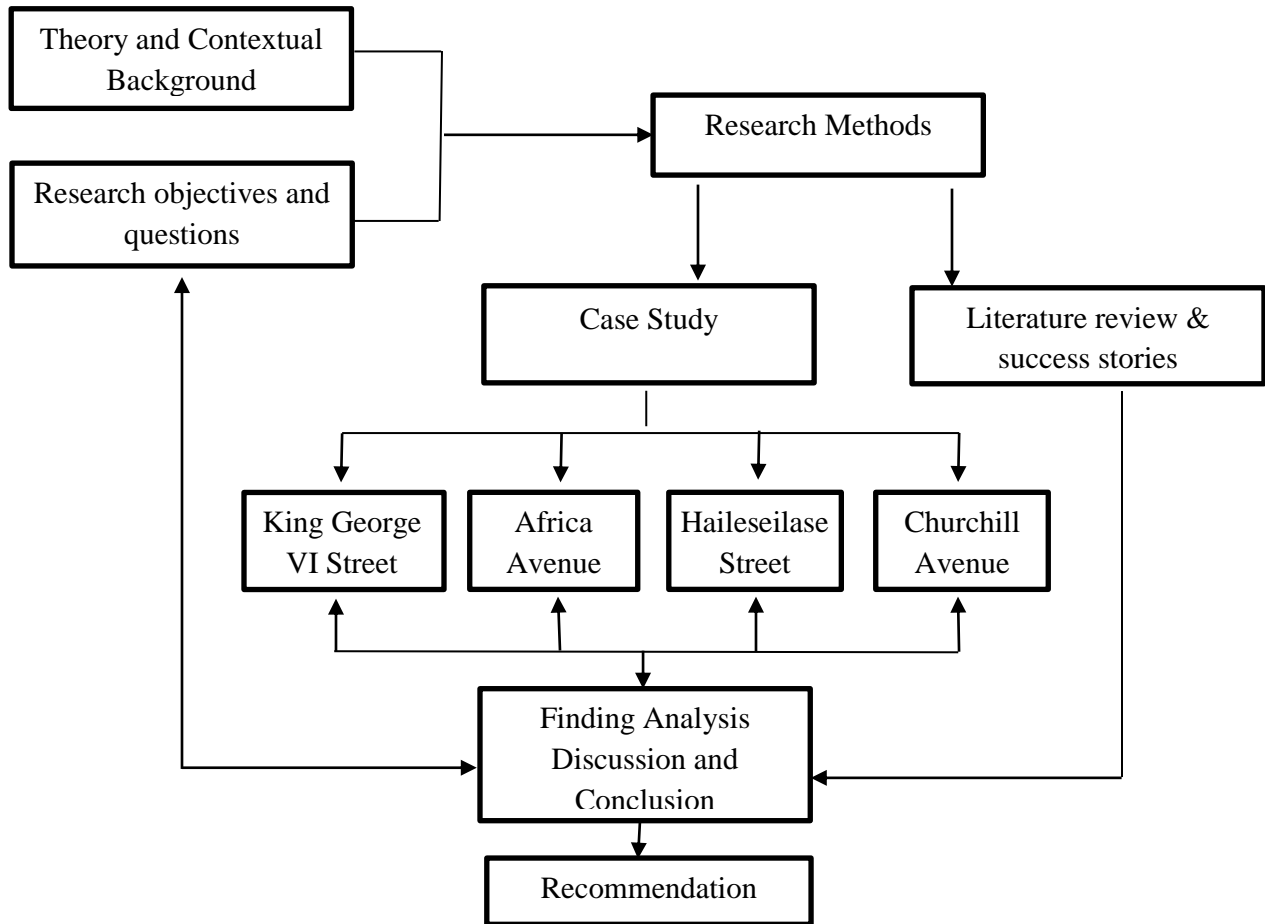 Theory and Contextual
Background
Research Methods
Research objectives and
questions
Case Study
Literature review &
success stories
King George
VI Street
Africa
Avenue
Haileseilase
Street
Churchill
Avenue
Finding Analysis
Discussion and
Conclusion
Recommendation